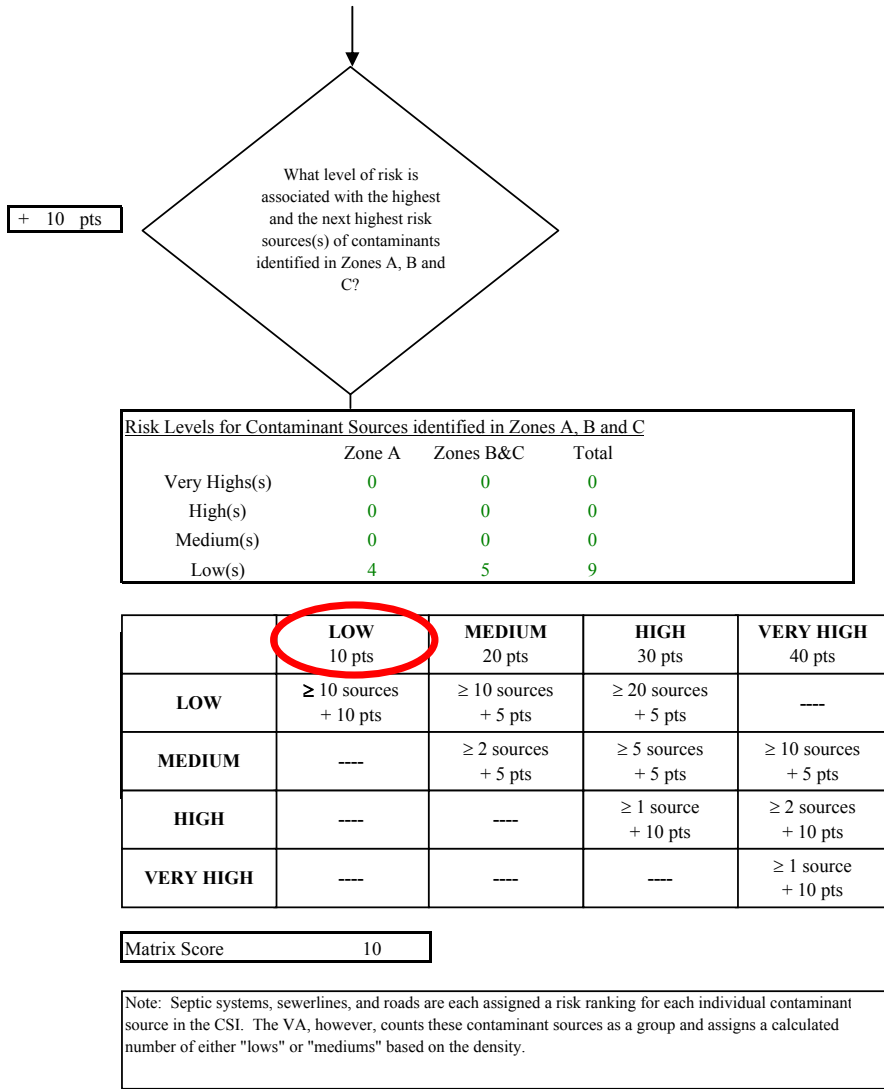 What level of risk is
associated with the highest
and the next highest risk
sources(s) of contaminants
identified in Zones A, B and
C?
+ 10 pts
Risk Levels for Contaminant Sources identified in Zones A, B and C
Zone A Zones B&C Total
Very Highs(s) 0 0 0
High(s) 0 0 0
Medium(s) 0 0 0
Low(s) 4 5 9
LOW MEDIUM HIGH VERY HIGH
10 pts 20 pts 30 pts 40 pts
LOW ≥ 10 sources ≥ 10 sources ≥ 20 sources ----
+ 10 pts + 5 pts + 5 pts
MEDIUM ---- ≥ 2 sources ≥ 5 sources ≥ 10 sources
+ 5 pts + 5 pts + 5 pts
HIGH ---- ---- ≥ 1 source ≥ 2 sources
+ 10 pts + 10 pts
VERY HIGH ---- ---- ---- ≥ 1 source
+ 10 pts
Matrix Score 10
Note: Septic systems, sewerlines, and roads are each assigned a risk ranking for each individual contaminant
source in the CSI. The VA, however, counts these contaminant sources as a group and assigns a calculated
number of either "lows" or "mediums" based on the density.